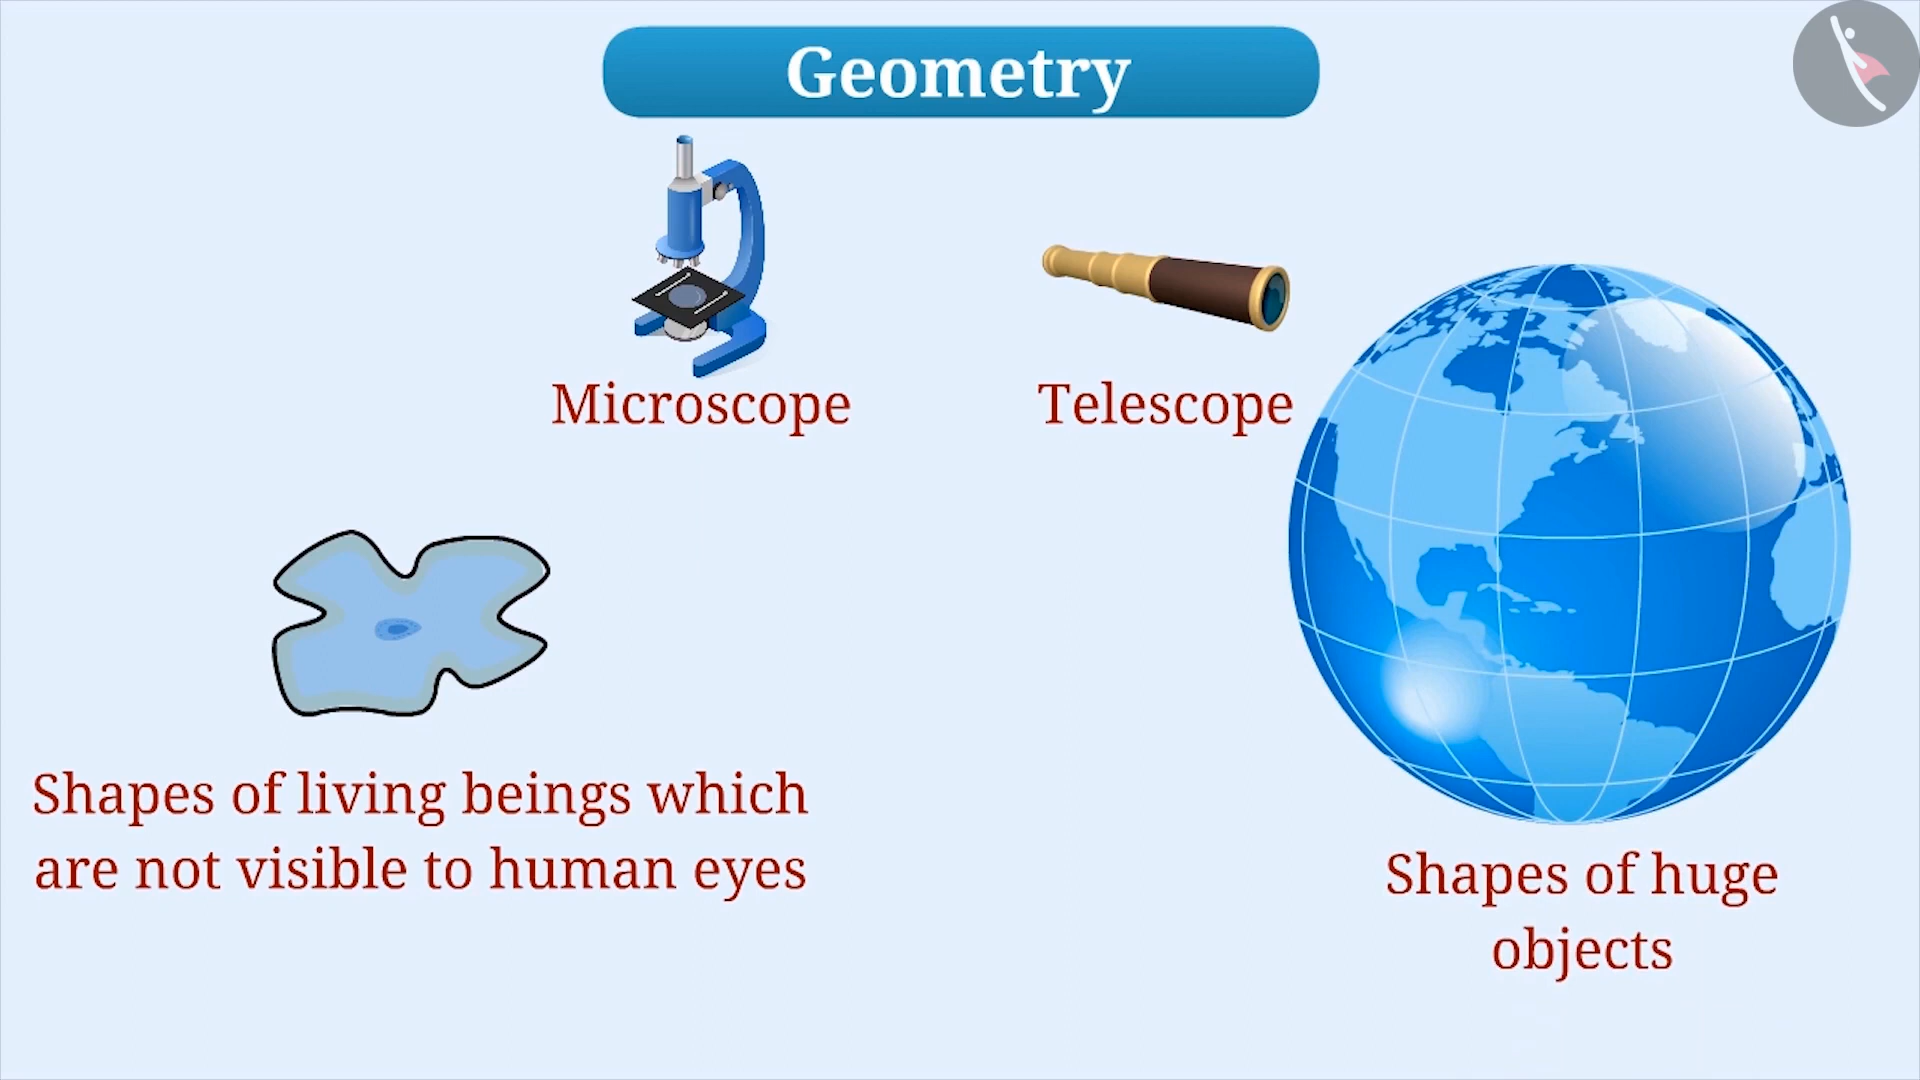 Geometry
Microscope
Telescope
Shapes of living beings which
are not visible to human eyes
Shapes of huge
objects